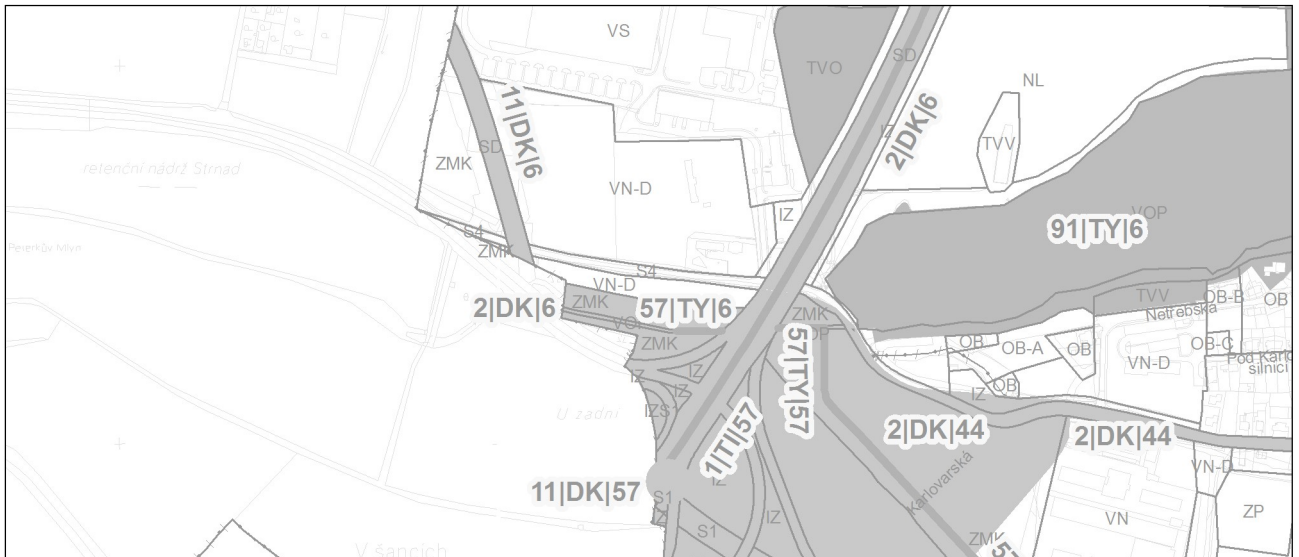 VS
TVO
SD
NL
11|DK|6
SD
2|DK|6
IZ
TVV
ZMK
retenční nádrž Strnad
VN-D
IZ
VOP
91|TY|6
S4
ZMK
Peterkův Mlýn
S4
VN-D
2|DK|6
ZMK
57|TY|6
ZMK
TVV
OB-B
OB
Netřebská
ZMK
57|TY|57
OB
OB-A
OB
OB-C
VN-D
Pod Karlo
silnicí
IZ
IZ
IZ
IZ
OB
IZS1
U zadní
1|TI|57
2|DK|44
2|DK|44
Karlovarská
11|DK|57
IZ
VN-D
S1
IZ
S1
IZ
VN
ZP
V šancích
ZMK
57